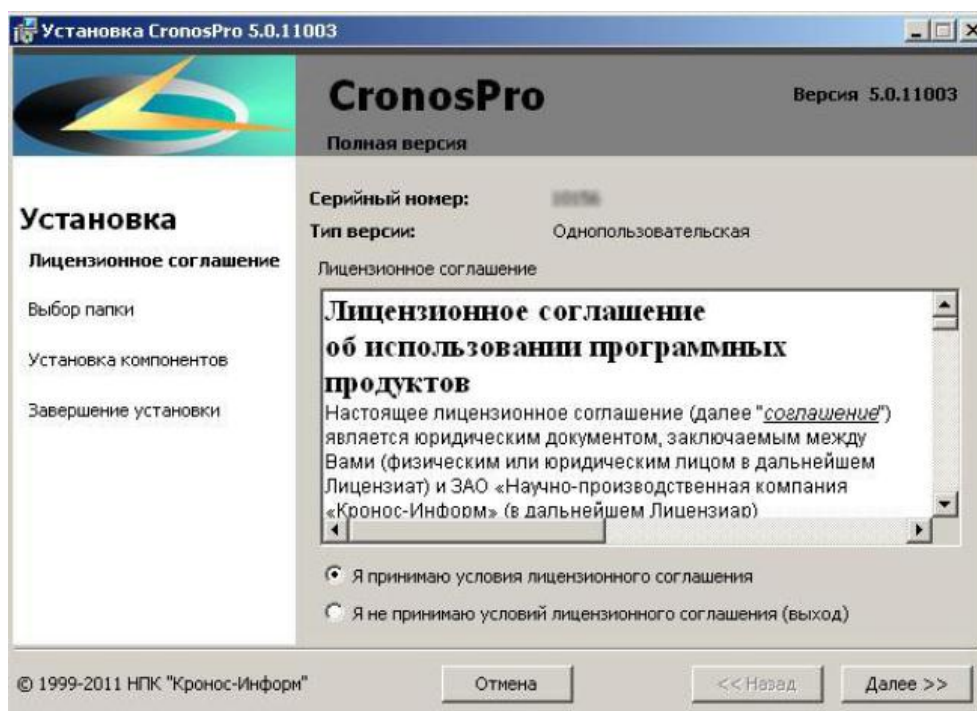 Установка CronosPro 5.0.11003
CronosPro
Версия 5.0.11003
Полная версия
Установка
Лицензионное соглашение
Выбор папки
Установка компонентов
Завершение установки
Серийный номер:
Тип версии: Однопользовательская
Лицензионное соглашение
Лицензионное соглашение
об использовании программных
продуктов
Настоящее лицензионное соглашение (далее "соглашение")
является юридическим документом, заключаемым между
Вами (физическим или юридическим лицом в дальнейшем
Лицензиат) и ЗАО «Научно-производственная компания
«Кронос-Информ» (в дальнейшем Лицензиар)
Я принимаю условия лицензионного соглашения
Я не принимаю условий лицензионного соглашения (выход)
© 1999-2011 НПК "Кронос-Информ"
Отмена
<< Назад
Далее >>